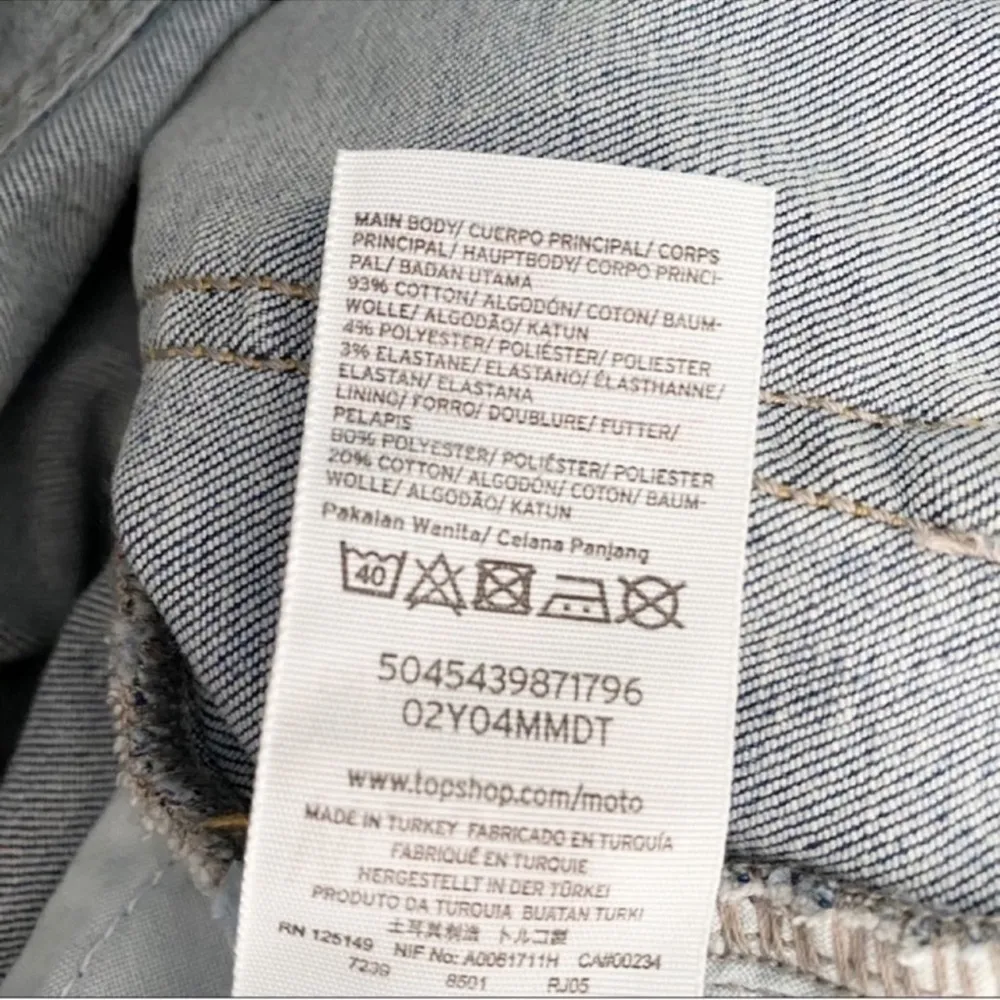 MAIN BODY/ CUERPO PRINCIPAL/ CORPS
PRINCIPAL/ HAUPTBODY/ CORPO PRINCI-
PAL/ BADAN UTAMA
93% COTTON/ ALGODÓN/ COTON/ BAUM-
WOLLE/ ALGODÃO/ KATUN
4% POLYESTER/ POLIÉSTER/ POLIESTER
3% ELASTANE/ ELASTANO/ ÉLASTHANNE/
ELASTAN/ ELASTANA
LINING/ FORRO/ DOUBLURE/ FUTTER/
PELAPIS
80% POLYESTER/ POLIÉSTER/ POLIESTER
20% COTTON/ ALGODÓN/ COTON/ BAUM-
WOLLE/ ALGODÃO/ KATUN
Pakaian Wanita/ Celana Panjang
40
5045439871796
02Y04MMDT
www.topshop.com/moto
MADE IN TURKEY FABRICADO EN TURQUÍA
FABRIQUÉ EN TURQUIE
HERGESTELLT IN DER TÜRKEI
PRODUTO DA TURQUIA BUATAN TURKI
土耳其制造 トルコ製
RN 125149 NIF No: A0061711H CA#00234
7239 8501 RJ05